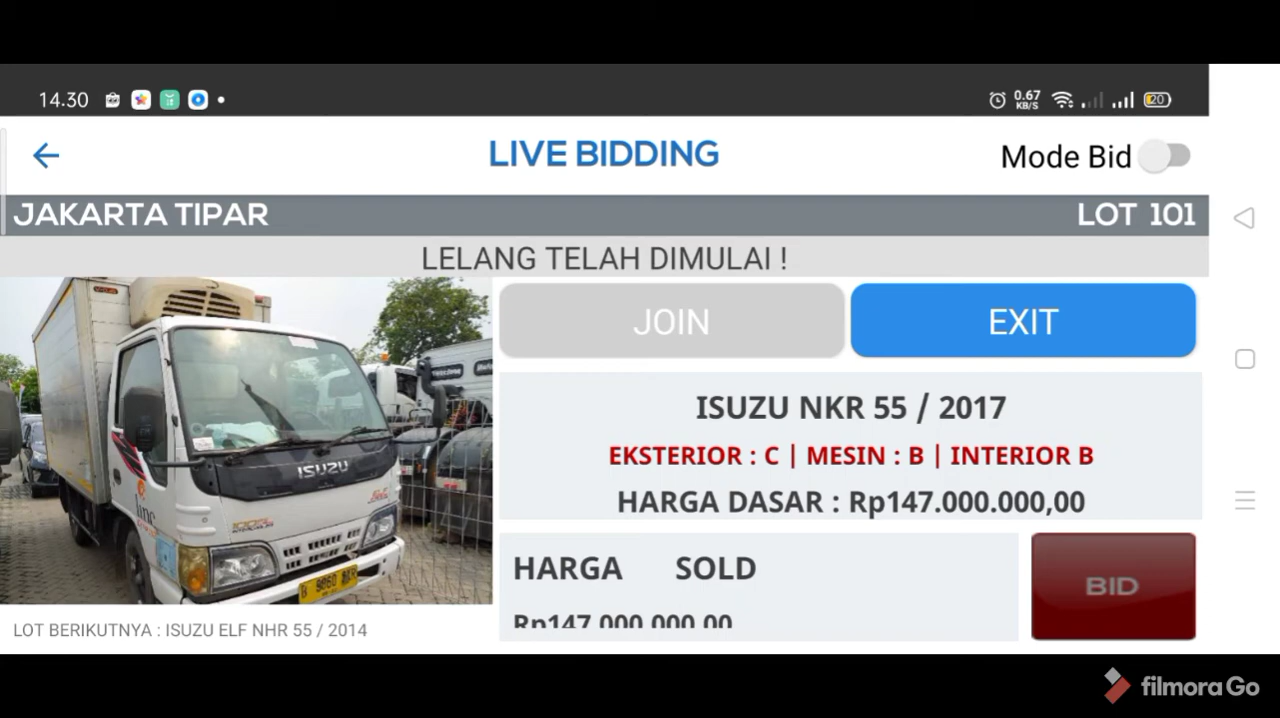 14.30
0.67
KB/S
20
LIVE BIDDING
Mode Bid
JAKARTA TIPAR
LOT 101
LELANG TELAH DIMULAI !
JOIN
EXIT
ISUZU NKR 55 / 2017
EKSTERIOR : C | MESIN : B | INTERIOR B
HARGA DASAR : Rp147.000.000,00
HARGA SOLD
Rp147.000.000,00
BID
ISUZU
LOT BERIKUTNYA : ISUZU ELF NHR 55 / 2014
filmoraGo